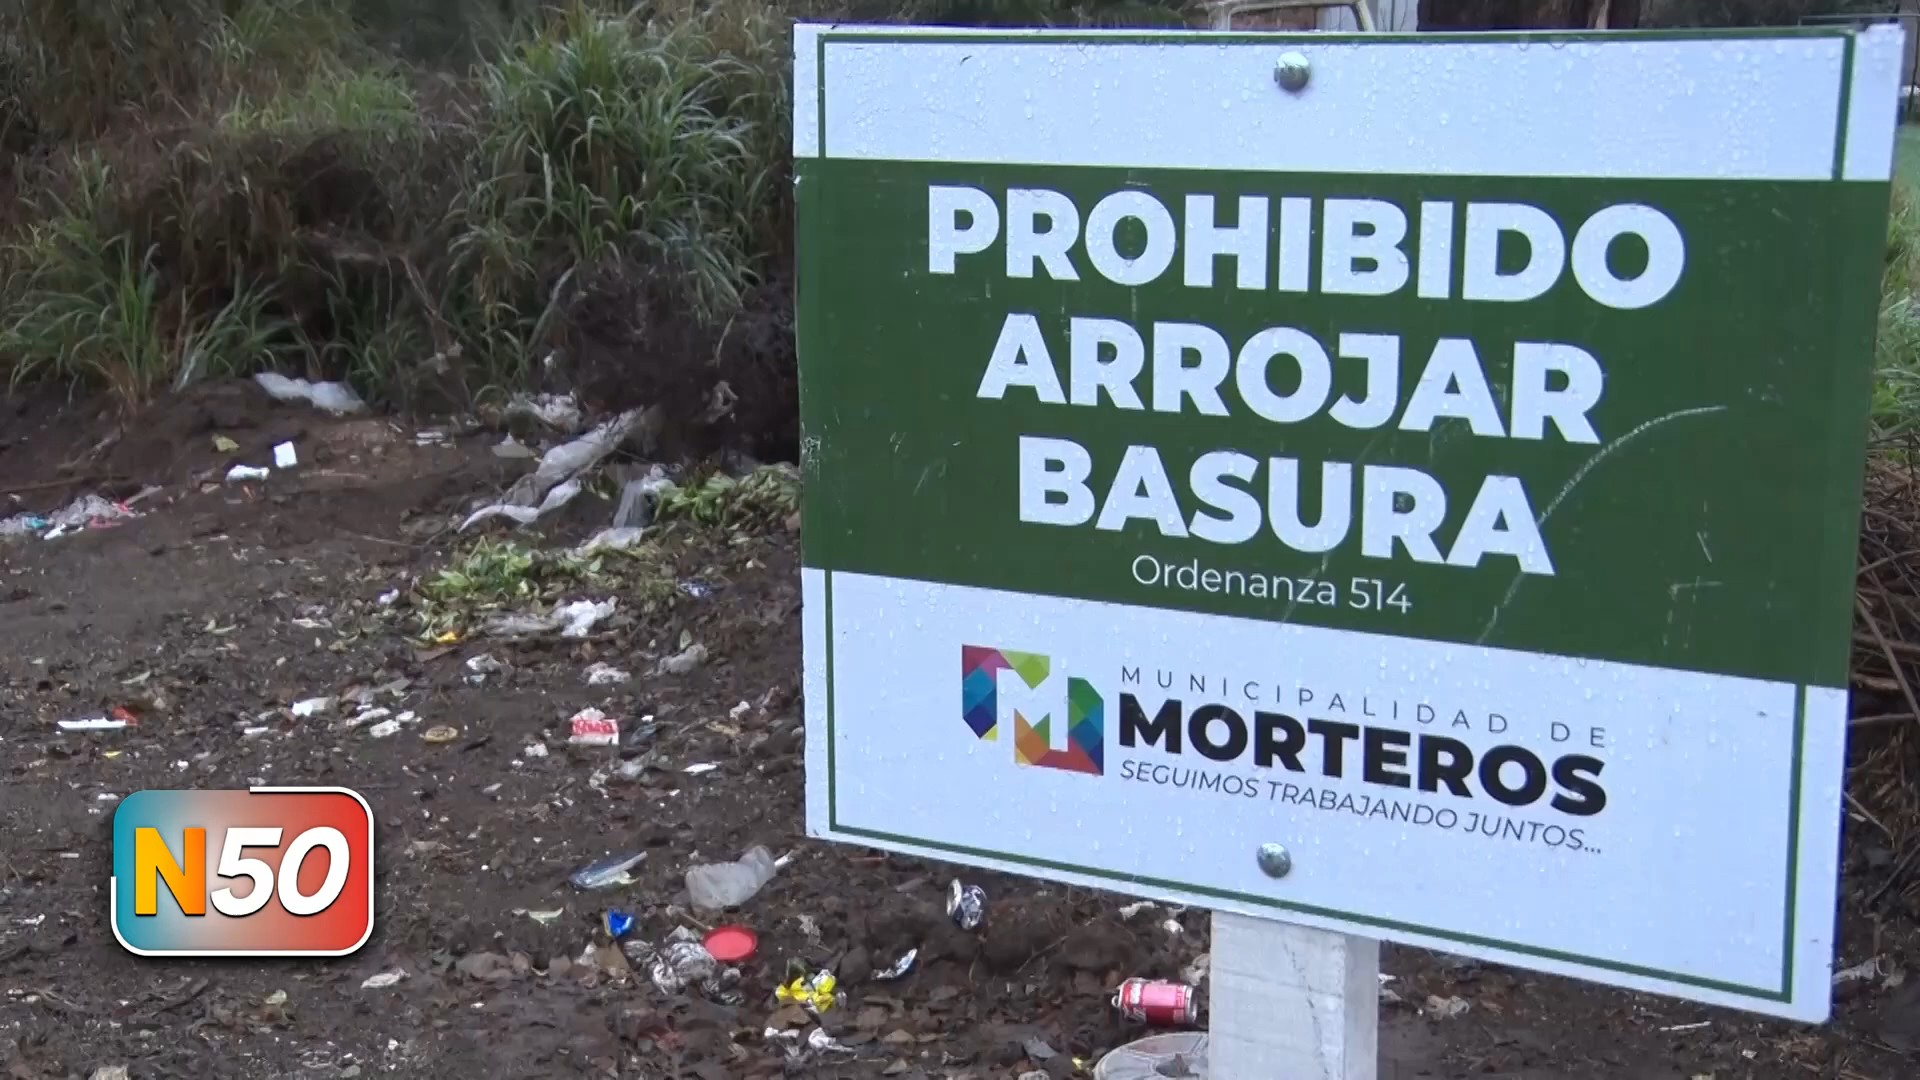 PROHIBIDO
ARROJAR
BASURA
Ordenanza 514
MUNICIPALIDAD DE
MORTEROS
SEGUIMOS TRABAJANDO JUNTOS...
N50